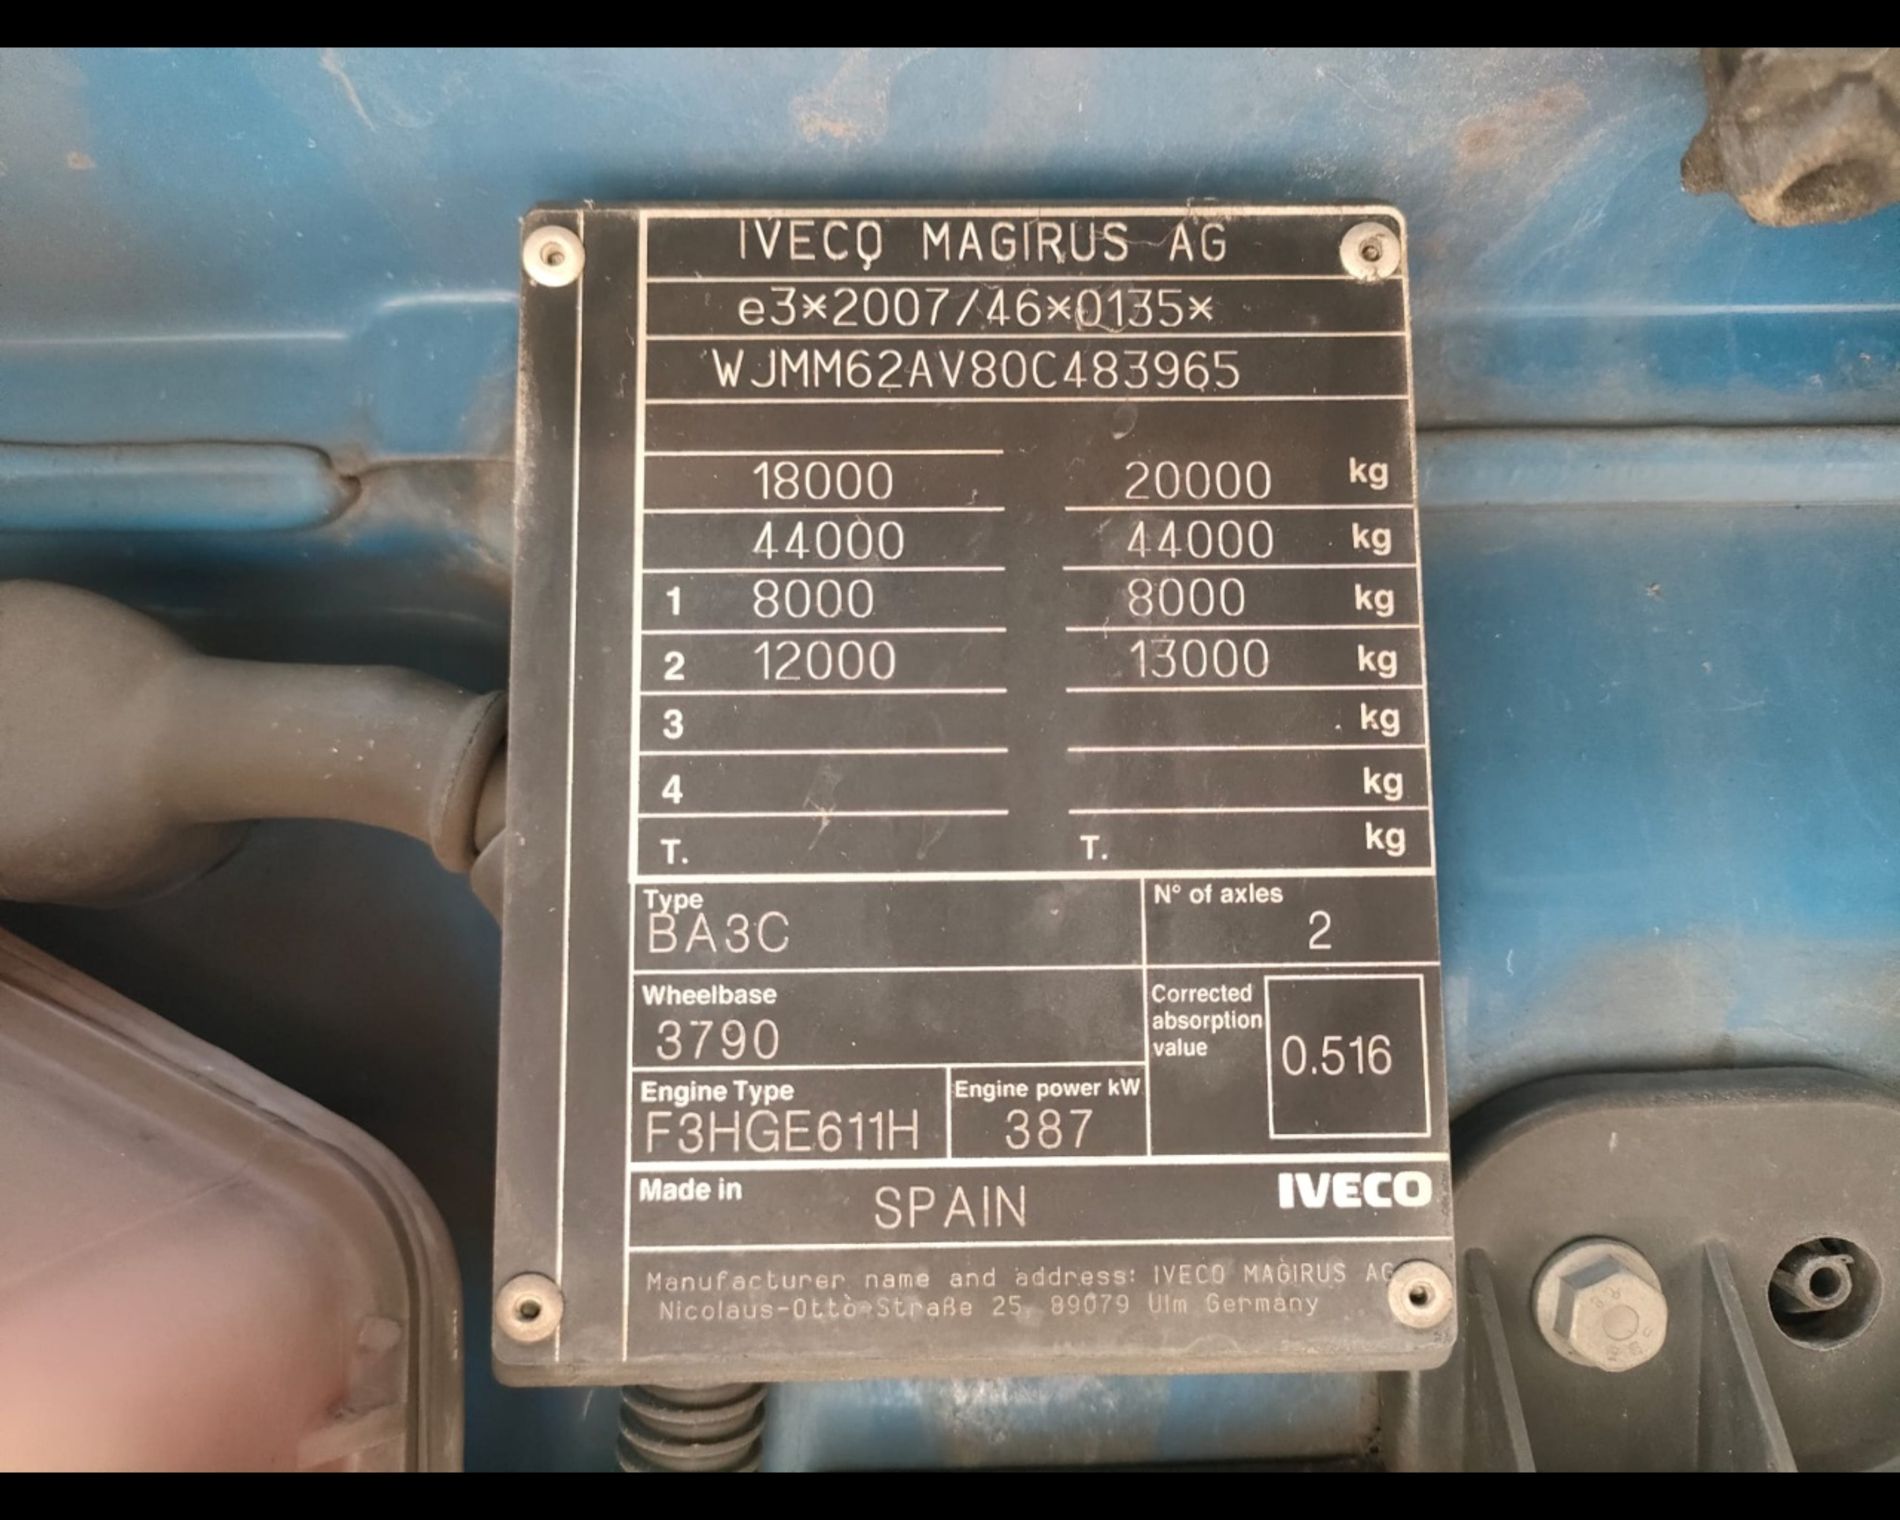 IVECO MAGIRUS AG
e3*2007/46*0135*
WJMM62AV80C483965
18000 20000 kg
44000 44000 kg
1 8000 8000 kg
2 12000 13000 kg
3 kg
4 kg
T. T. kg
Type N° of axles
BA3C 2
Wheelbase Corrected
absorption
value
3790 0.516
Engine Type Engine power kW
F3HGE611H 387
Made in SPAIN IVECO
Manufacturer name and address: IVECO MAGIRUS AG
Nicolaus-Otto-Straße 25, 89079 Ulm Germany